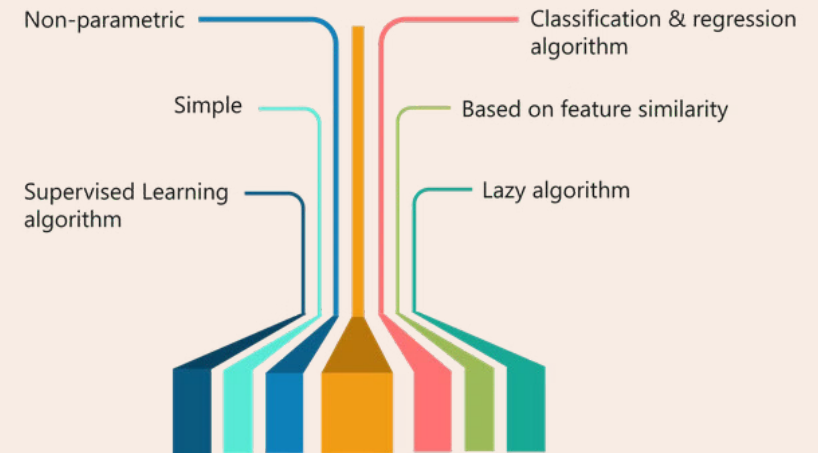 Non-parametric
Classification & regression
algorithm
Simple
Based on feature similarity
Supervised Learning
algorithm
Lazy algorithm